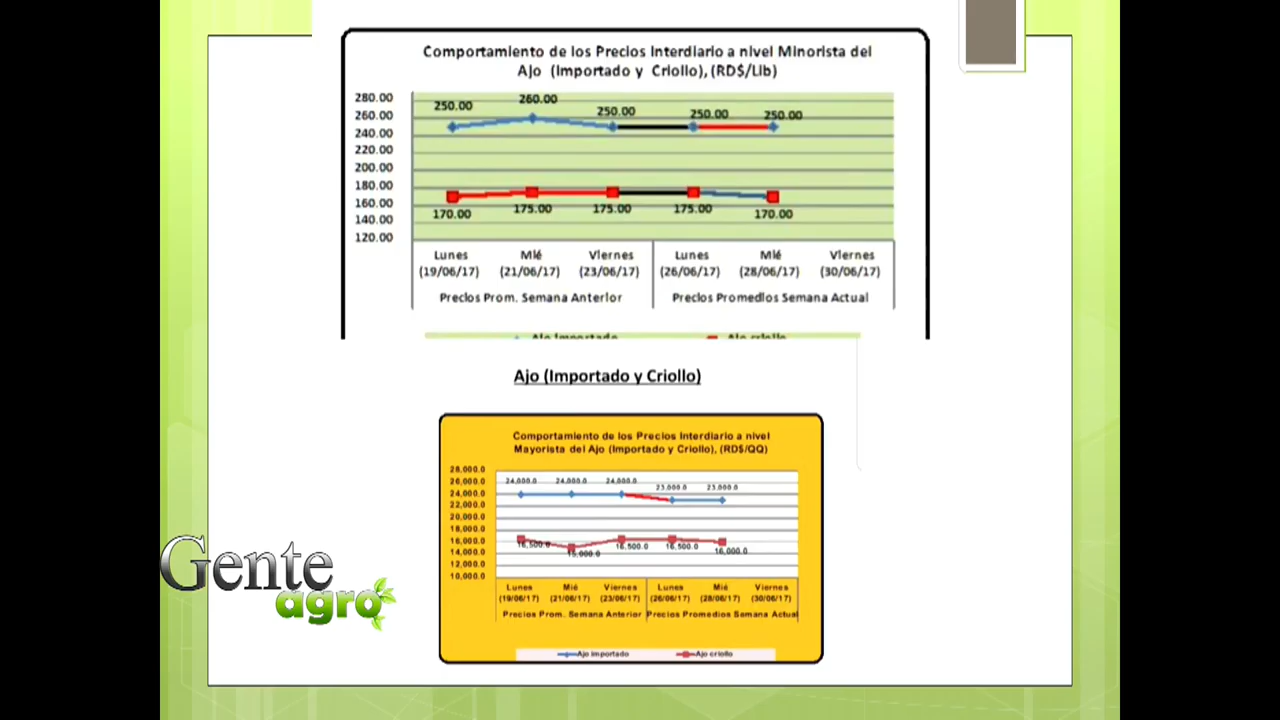 Comportamiento de los Precios Interdiario a nivel Minorista del
Ajo (Importado y Criollo), (RD$/Lib)
280.00
260.00
240.00
220.00
200.00
180.00
160.00
140.00
120.00
250.00 260.00 250.00 250.00 250.00
170.00 175.00 175.00 175.00 170.00
Lunes Mié Viernes Lunes Mié Viernes
(19/06/17) (21/06/17) (23/06/17) (26/06/17) (28/06/17) (30/06/17)
Precios Prom. Semana Anterior Precios Promedios Semana Actual
Ajo Importado Ajo criollo
Ajo (Importado y Criollo)
Comportamiento de los Precios Interdiario a nivel
Mayorista del Ajo (Importado y Criollo), (RD$/QQ)
28,000.0
26,000.0
24,000.0
22,000.0
20,000.0
18,000.0
16,000.0
14,000.0
12,000.0
10,000.0
24,000.0 24,000.0 24,000.0 23,000.0 23,000.0
16,500.0 15,000.0 16,500.0 16,500.0 16,000.0
Lunes Mié Viernes Lunes Mié Viernes
(19/06/17) (21/06/17) (23/06/17) (26/06/17) (28/06/17) (30/06/17)
Precios Prom. Semana Anterior Precios Promedios Semana Actual
Ajo Importado Ajo criollo
Gente
agro